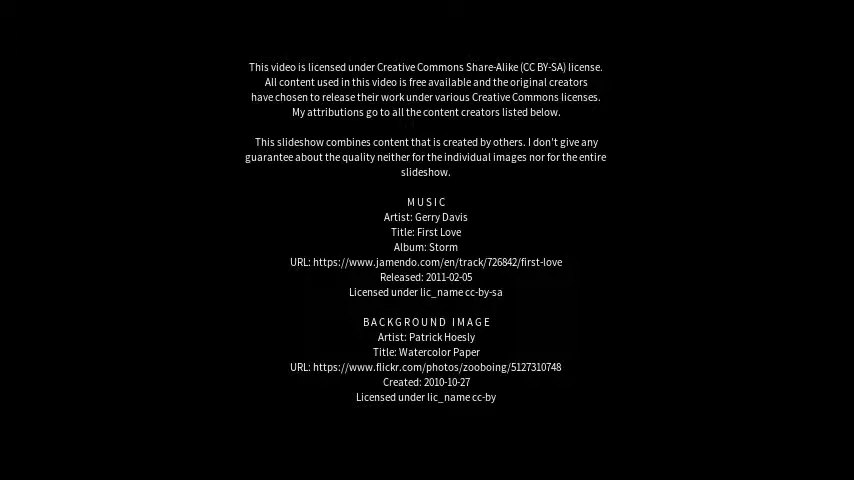 This video is licensed under Creative Commons Share-Alike (CC BY-SA) license.
All content used in this video is free available and the original creators
have chosen to release their work under various Creative Commons licenses.
My attributions go to all the content creators listed below.
This slideshow combines content that is created by others. I don't give any
guarantee about the quality neither for the individual images nor for the entire
slideshow.
MUSIC
Artist: Gerry Davis
Title: First Love
Album: Storm
URL: https://www.jamendo.com/en/track/726842/first-love
Released: 2011-02-05
Licensed under lic_name cc-by-sa
BACKGROUND IMAGE
Artist: Patrick Hoesly
Title: Watercolor Paper
URL: https://www.flickr.com/photos/zooboing/5127310748
Created: 2010-10-27
Licensed under lic_name cc-by